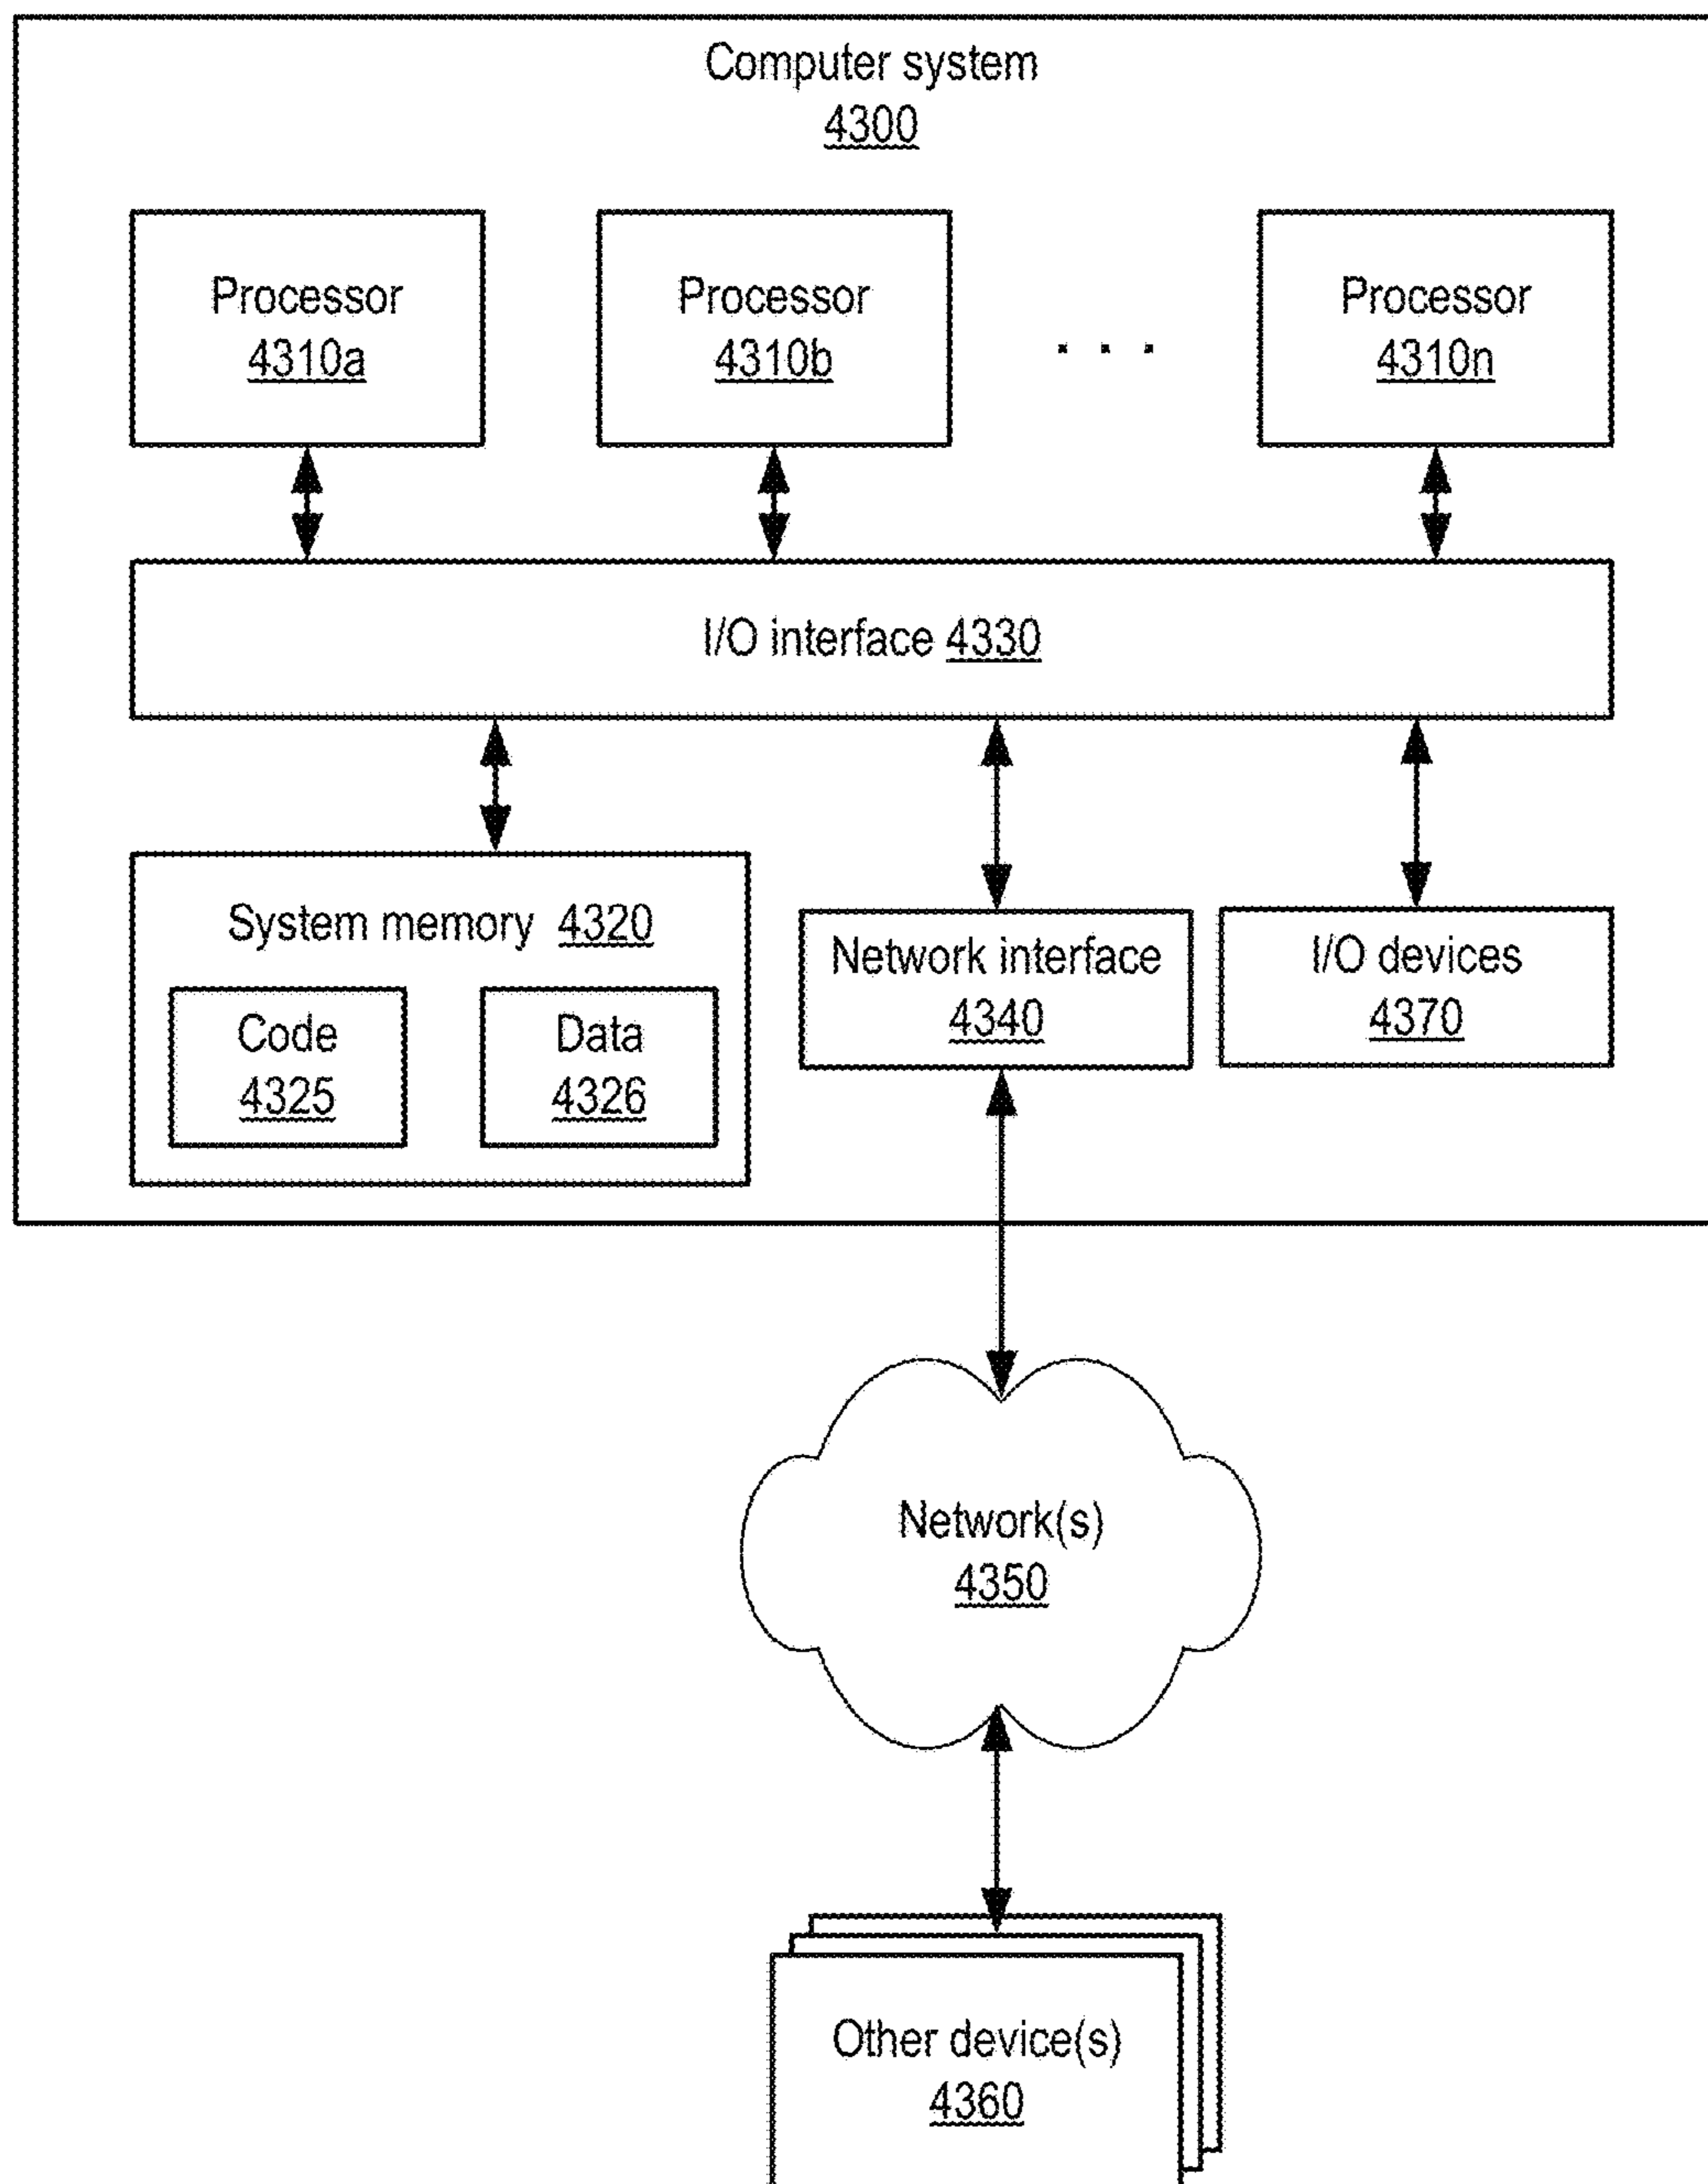 Computer system
4300
Processor
4310a
Processor
4310b
. . .
Processor
4310n
I/O interface 4330
System memory 4320
Code
4325
Data
4326
Network interface
4340
I/O devices
4370
Network(s)
4350
Other device(s)
4360